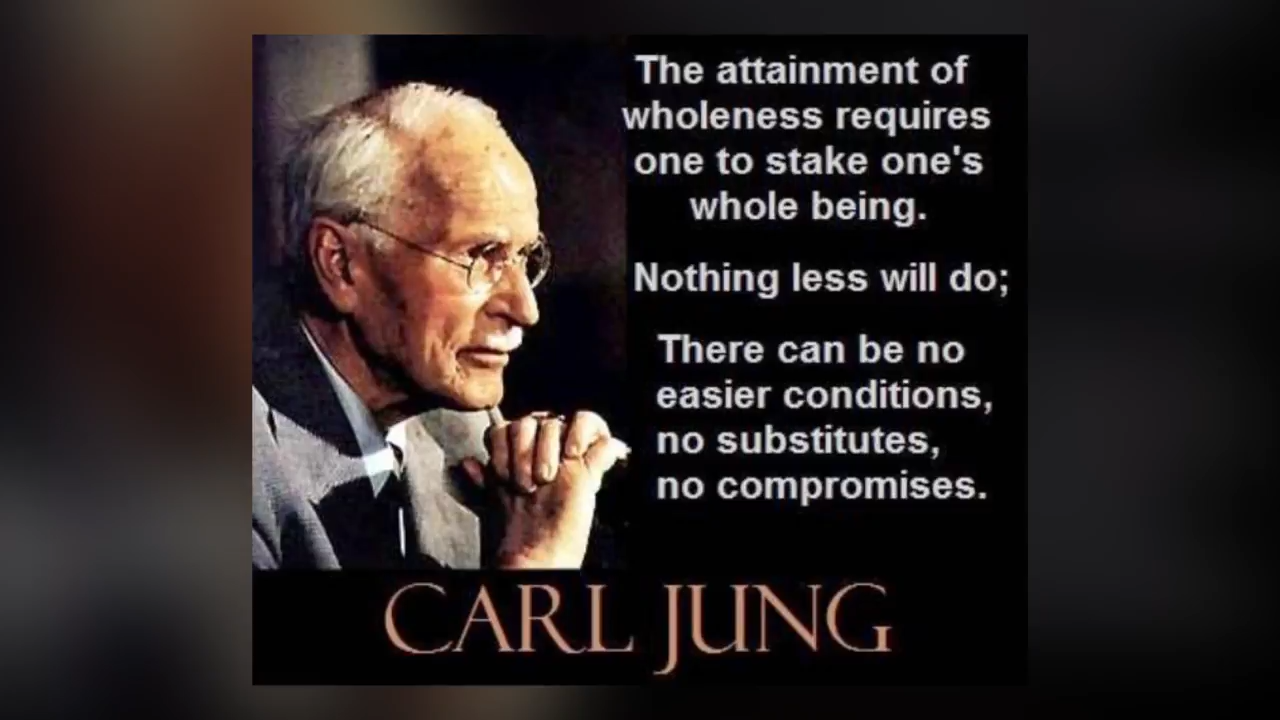 The attainment of
wholeness requires
one to stake one's
whole being.
Nothing less will do;
There can be no
easier conditions,
no substitutes,
no compromises.
CARL JUNG